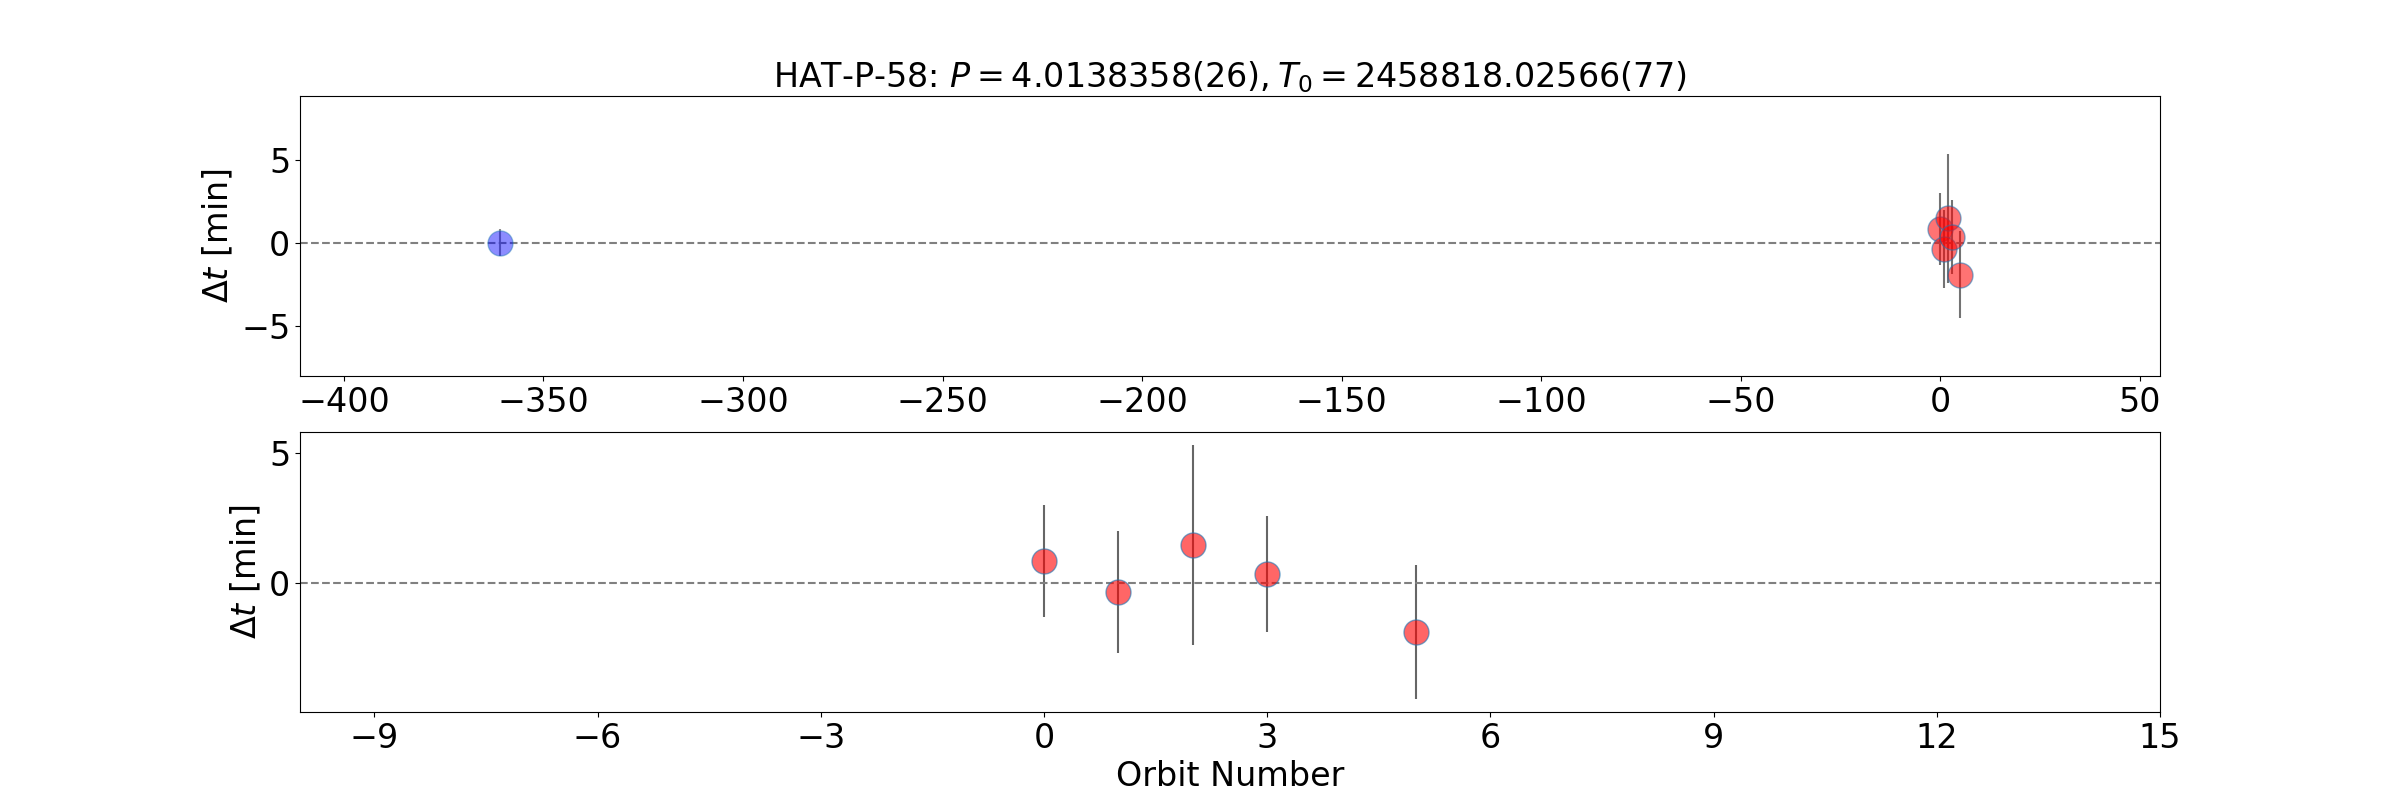 HAT-P-58: P = 4.0138358(26), T₀ = 2458818.02566(77)
Δt [min]
5
0
−5
−400 −350 −300 −250 −200 −150 −100 −50 0 50
Δt [min]
5
0
−9 −6 −3 0 3 6 9 12 15
Orbit Number